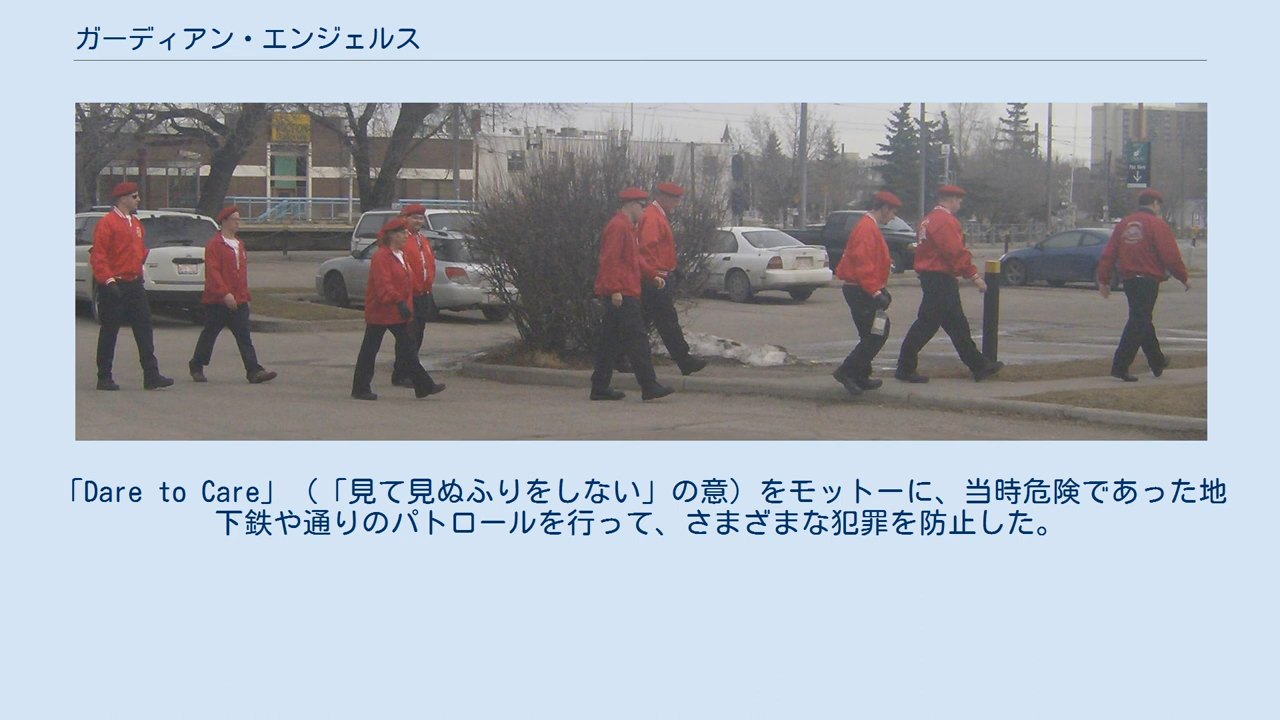 ガーディアン・エンジェルス
「Dare to Care」（「見て見ぬふりをしない」の意）をモットーに、当時危険であった地
下鉄や通りのパトロールを行って、さまざまな犯罪を防止した。